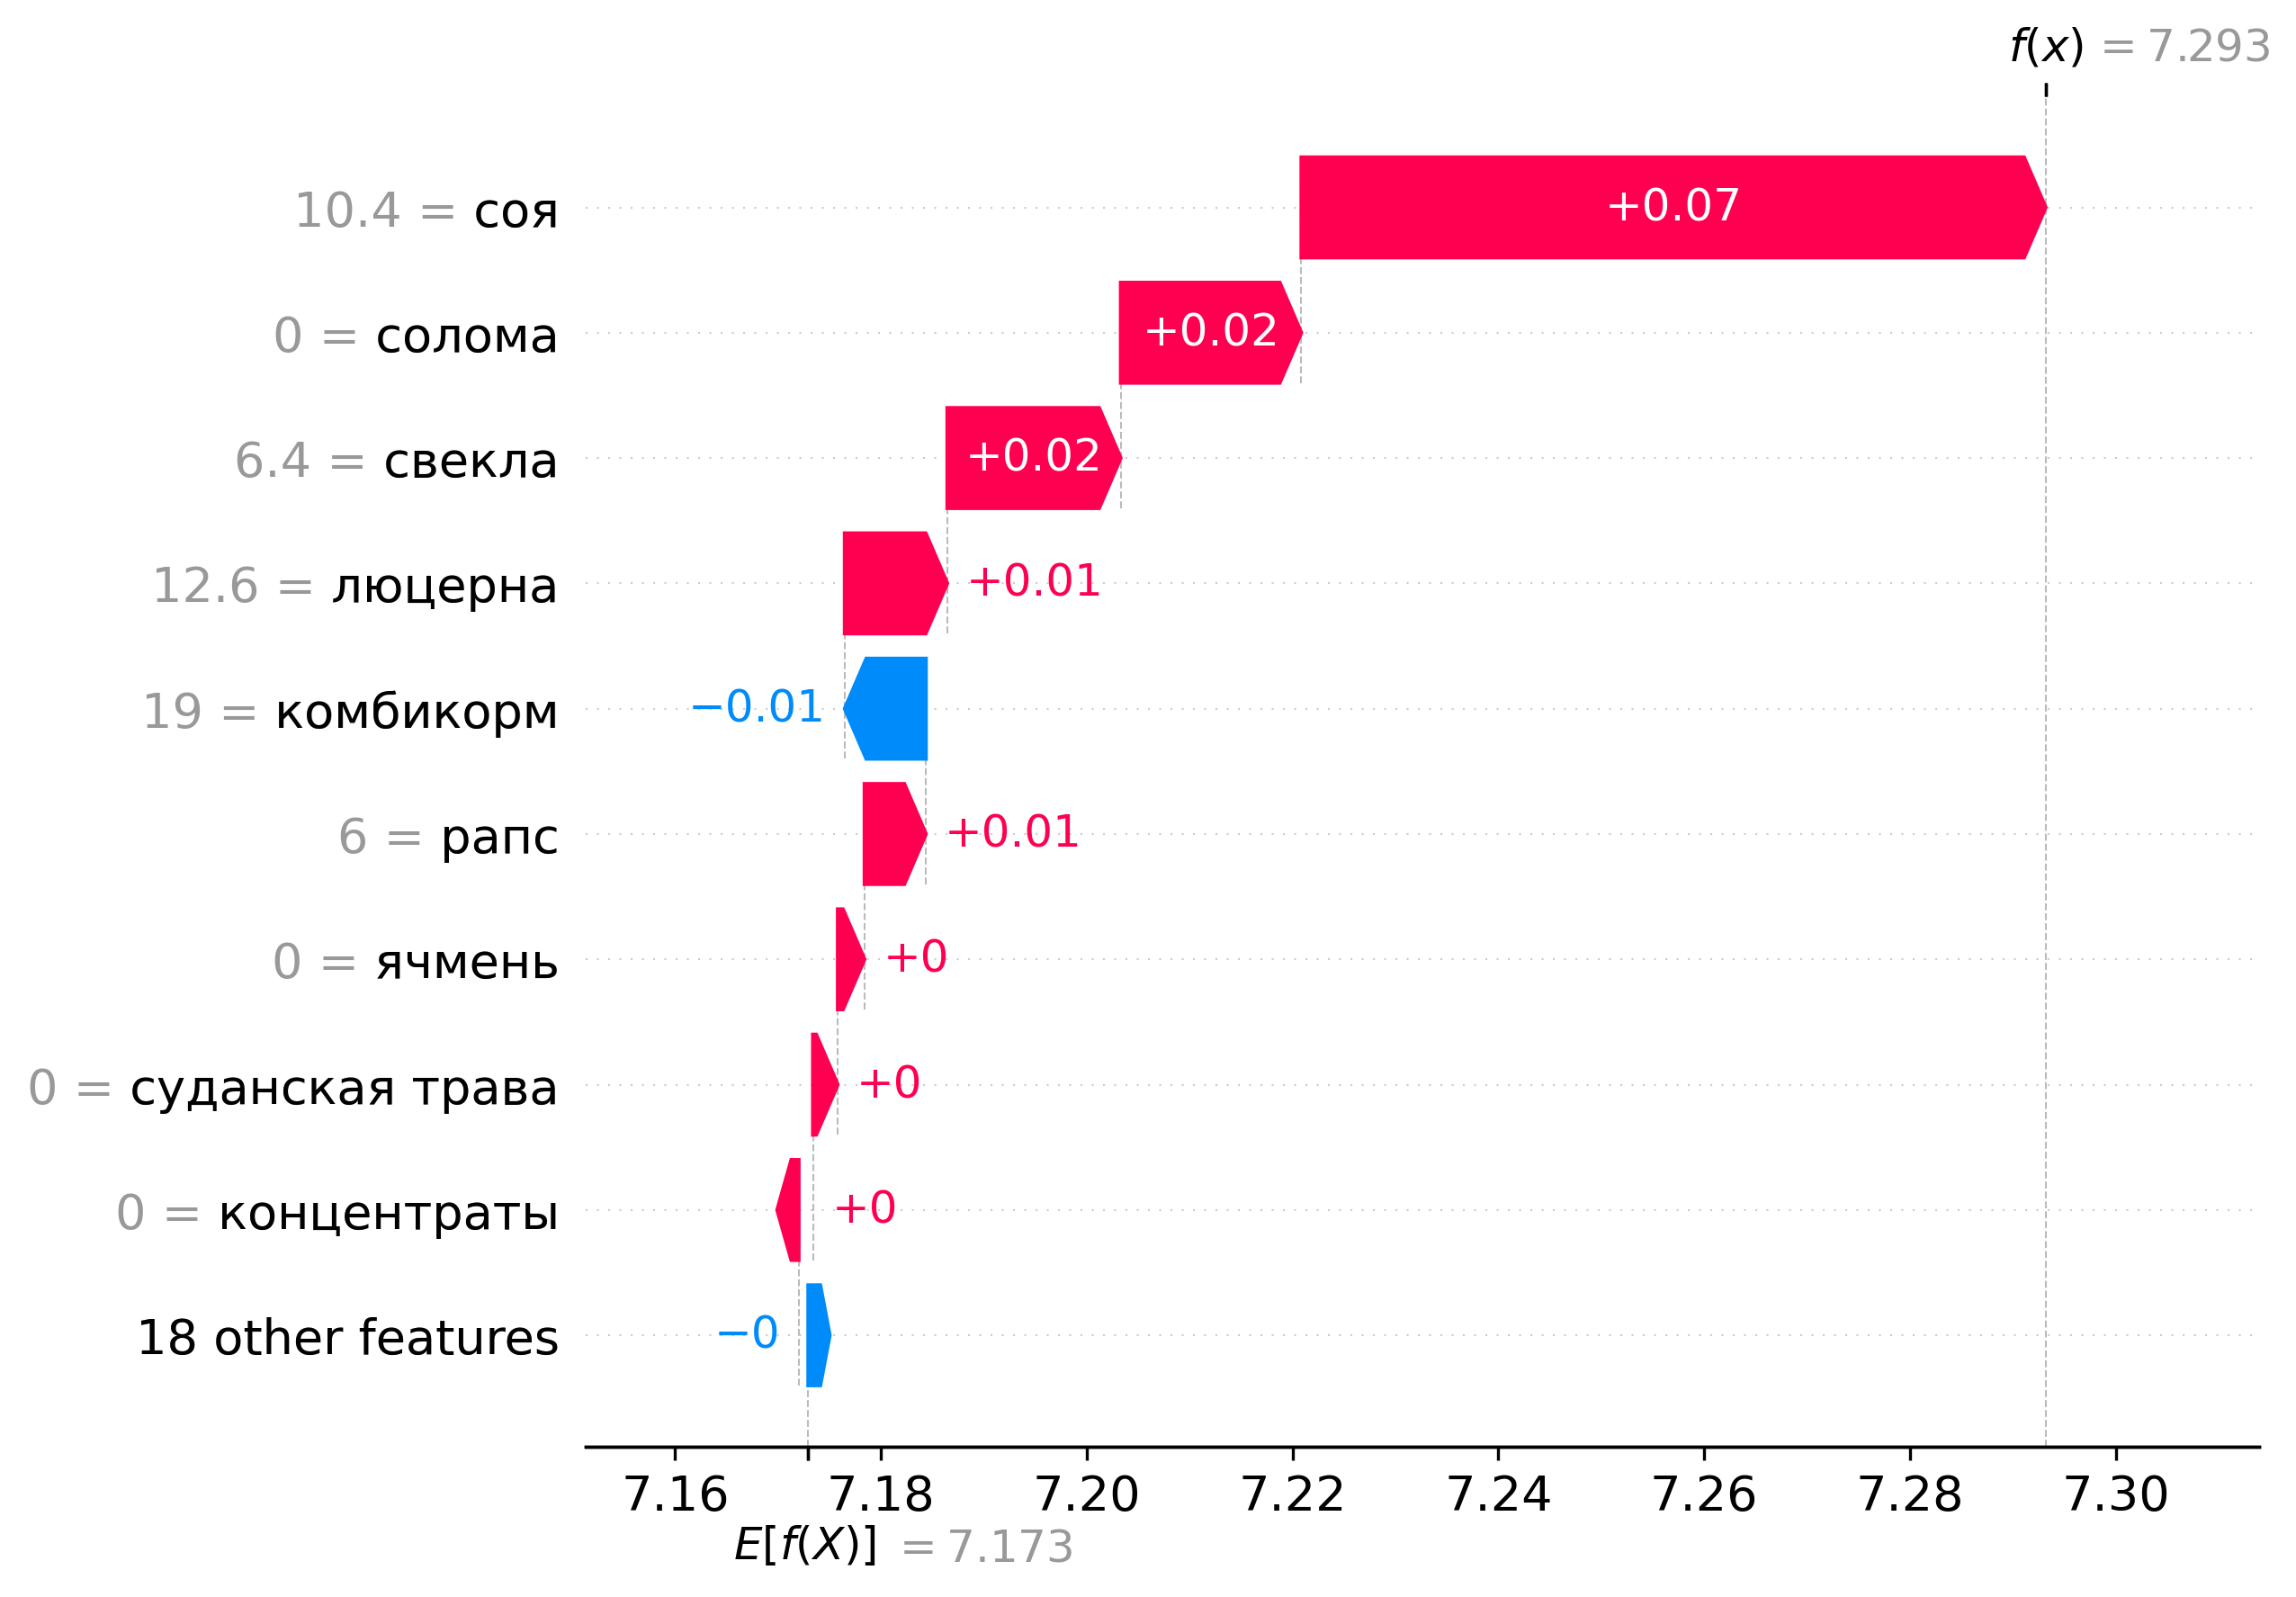 f(x) = 7.293
10.4 = соя
+0.07
0 = солома
+0.02
6.4 = свекла
+0.02
12.6 = люцерна
+0.01
19 = комбикорм
−0.01
6 = рапс
+0.01
0 = ячмень
+0
0 = суданская трава
+0
0 = концентраты
+0
18 other features
−0
7.16 7.18 7.20 7.22 7.24 7.26 7.28 7.30
E[f(X)] = 7.173